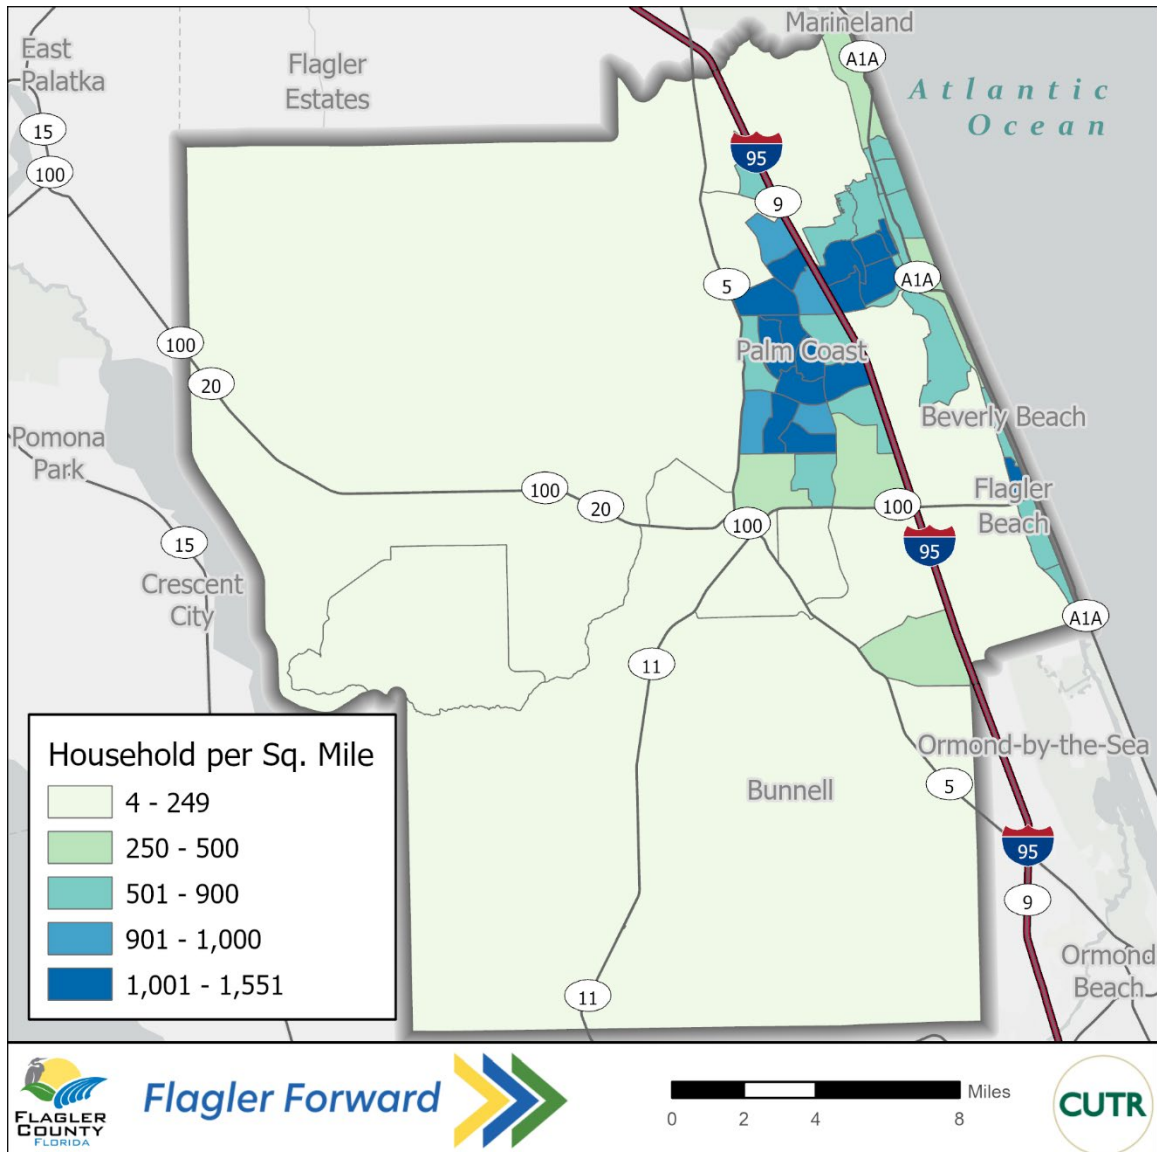 Marineland
East
Palatka
Flagler
Estates
A1A
Atlantic
Ocean
15
95
100
9
5
A1A
100
Palm Coast
20
Beverly Beach
Pomona
Park
100
20
100
Flagler
Beach
100
15
95
Crescent
City
A1A
11
Household per Sq. Mile
4 - 249
250 - 500
501 - 900
901 - 1,000
1,001 - 1,551
Ormond-by-the-Sea
Bunnell
5
95
9
Ormond
Beach
11
FLAGLER
COUNTY
FLORIDA
Flagler Forward
Miles
0 2 4 8
CUTR